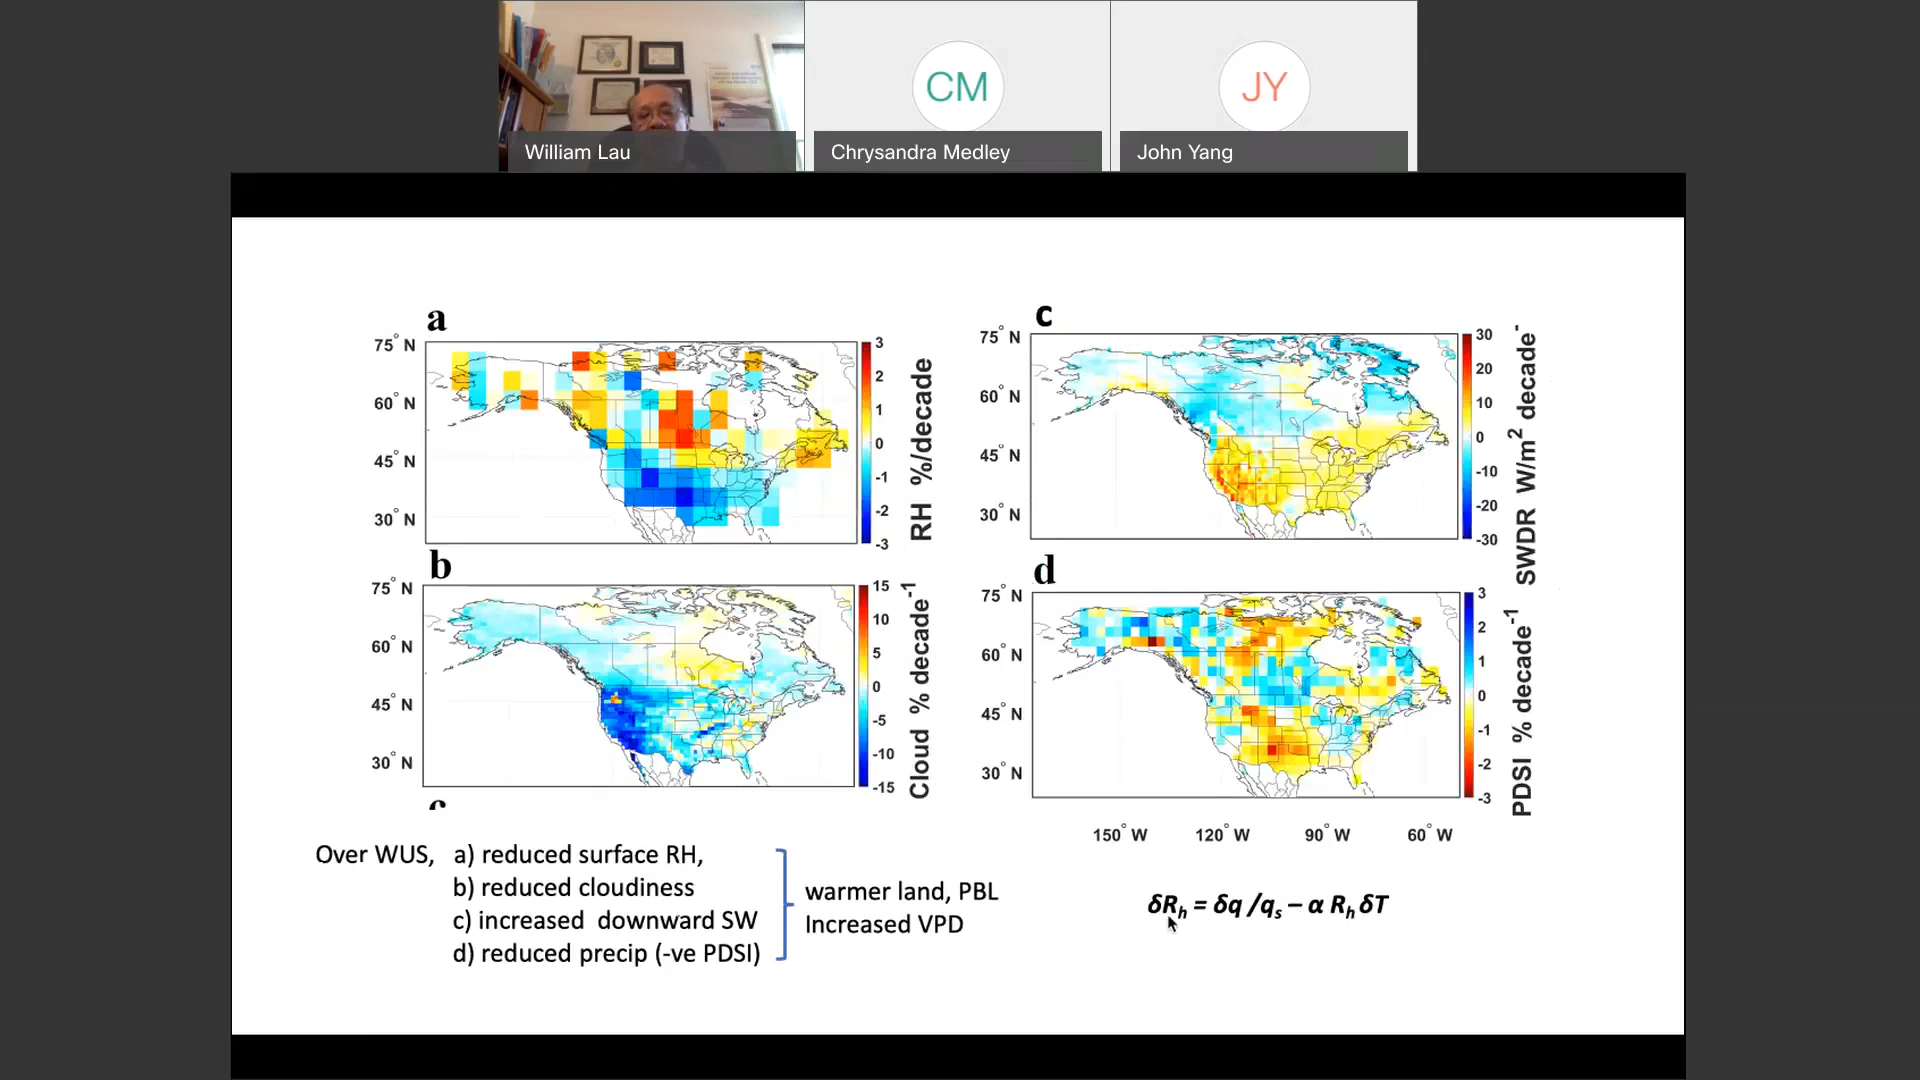 CM
JY
William Lau
Chrysandra Medley
John Yang
a
75° N
60° N
45° N
30° N
3
2
1
0
-1
-2
-3
RH %/decade
c
75° N
60° N
45° N
30° N
30
20
10
0
-10
-20
-30
SWDR W/m² decade⁻
b
75° N
60° N
45° N
30° N
15
10
5
0
-5
-10
-15
Cloud % decade⁻¹
d
75° N
60° N
45° N
30° N
3
2
1
0
-1
-2
-3
PDSI % decade⁻¹
150° W 120° W 90° W 60° W
Over WUS, a) reduced surface RH,
b) reduced cloudiness
c) increased downward SW
d) reduced precip (-ve PDSI)
warmer land, PBL
Increased VPD
δRₕ = δq /qₛ – α Rₕ δT